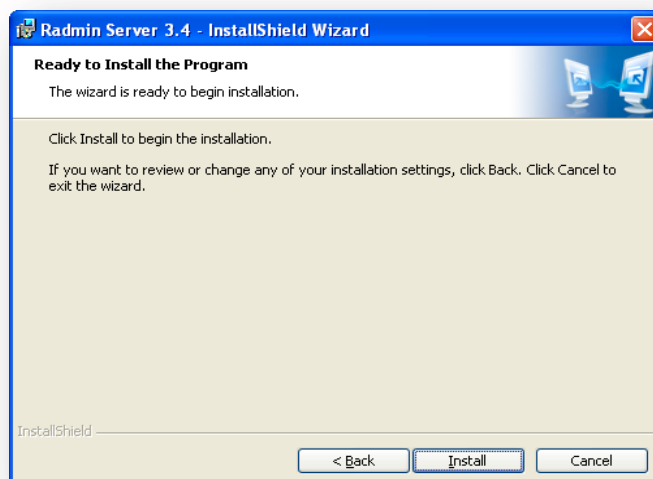 Radmin Server 3.4 - InstallShield Wizard
Ready to Install the Program
The wizard is ready to begin installation.
Click Install to begin the installation.
If you want to review or change any of your installation settings, click Back. Click Cancel to
exit the wizard.
InstallShield
< Back
Install
Cancel